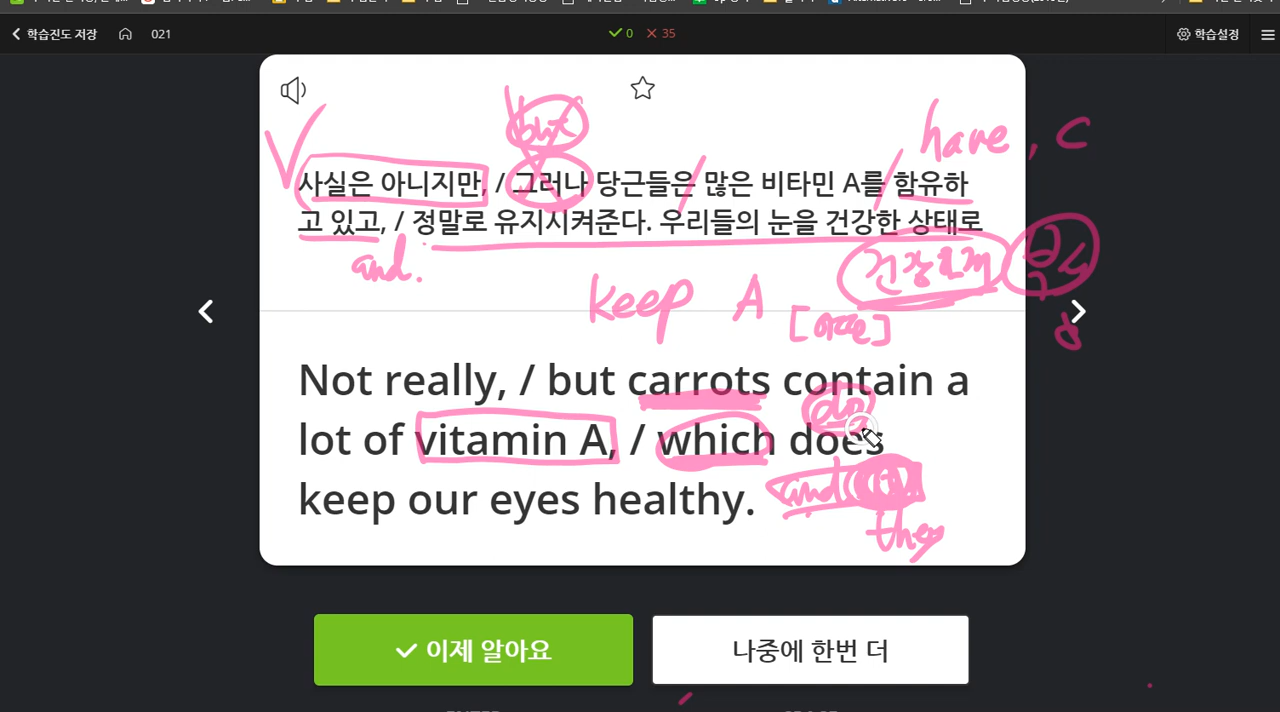 학습진도 저장 021 0 35 학습설정
but
have, C
사실은 아니지만, / 그러나 당근들은 많은 비타민 A를 함유하
고 있고, / 정말로 유지시켜준다. 우리들의 눈을 건강한 상태로
and.
keep A
Not really, / but carrots contain a
do
lot of vitamin A, / which does
keep our eyes healthy.
and
they
이제 알아요 나중에 한번 더